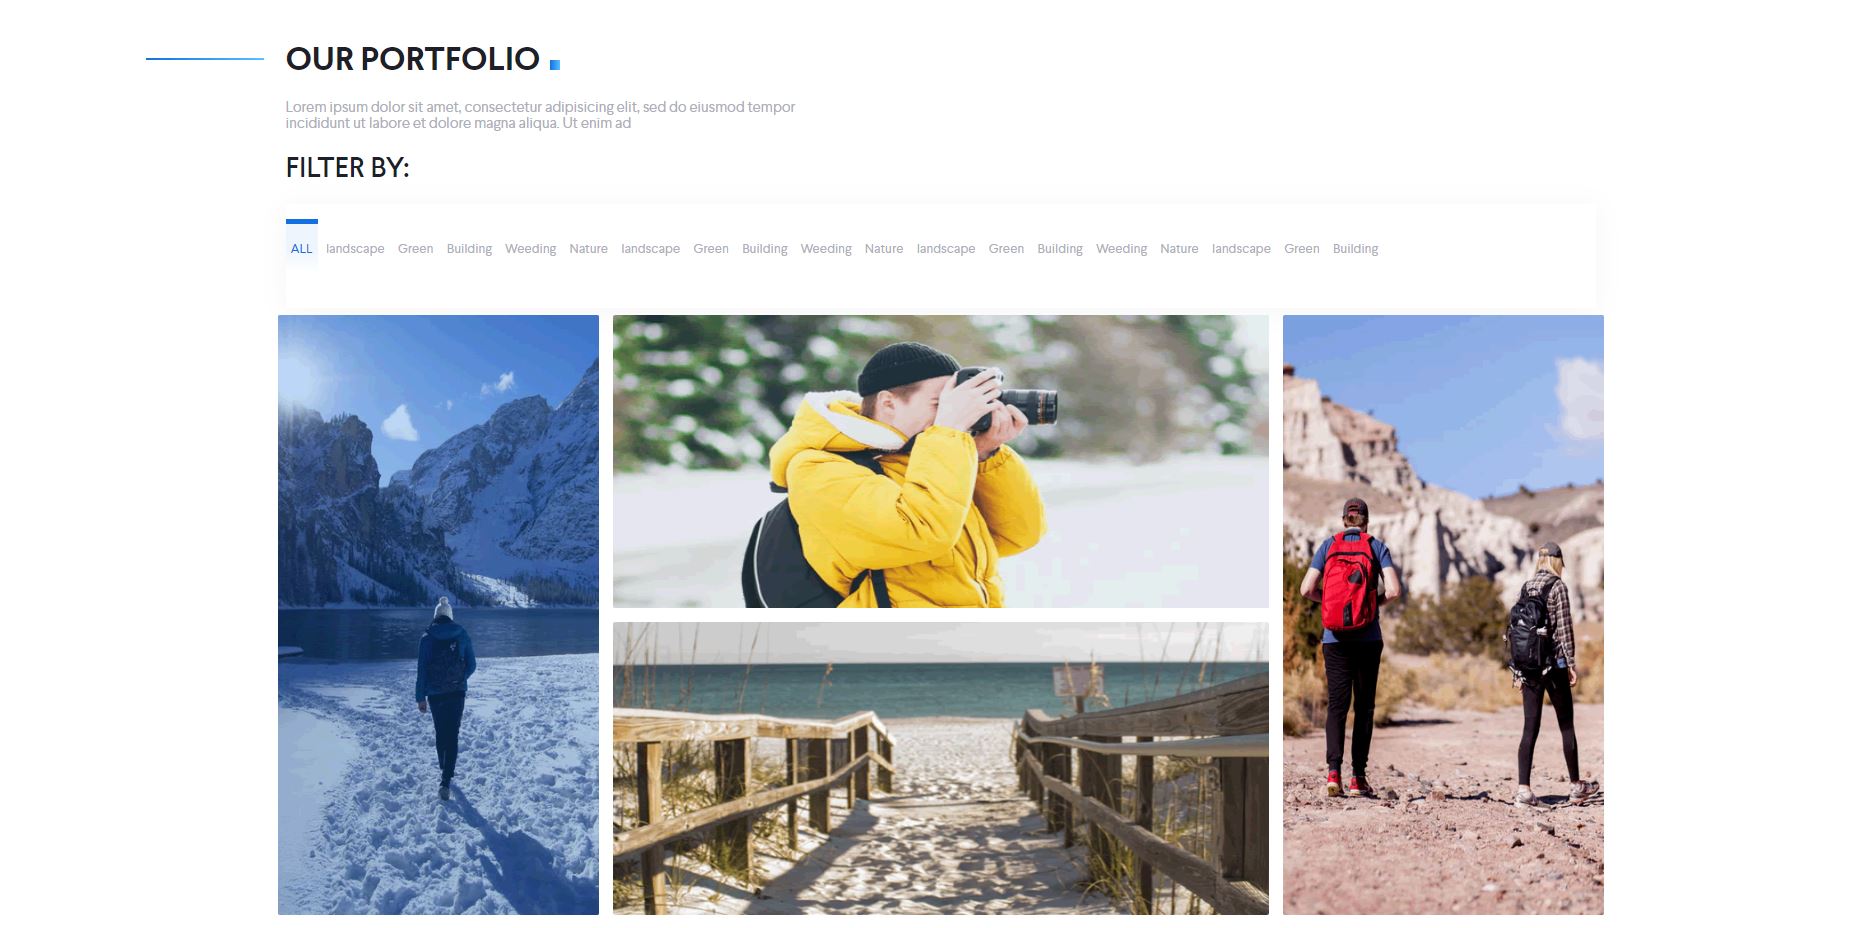 OUR PORTFOLIO
Lorem ipsum dolor sit amet, consectetur adipisicing elit, sed do eiusmod tempor
incididunt ut labore et dolore magna aliqua. Ut enim ad
FILTER BY:
ALL landscape Green Building Weeding Nature landscape Green Building Weeding Nature landscape Green Building Weeding Nature landscape Green Building